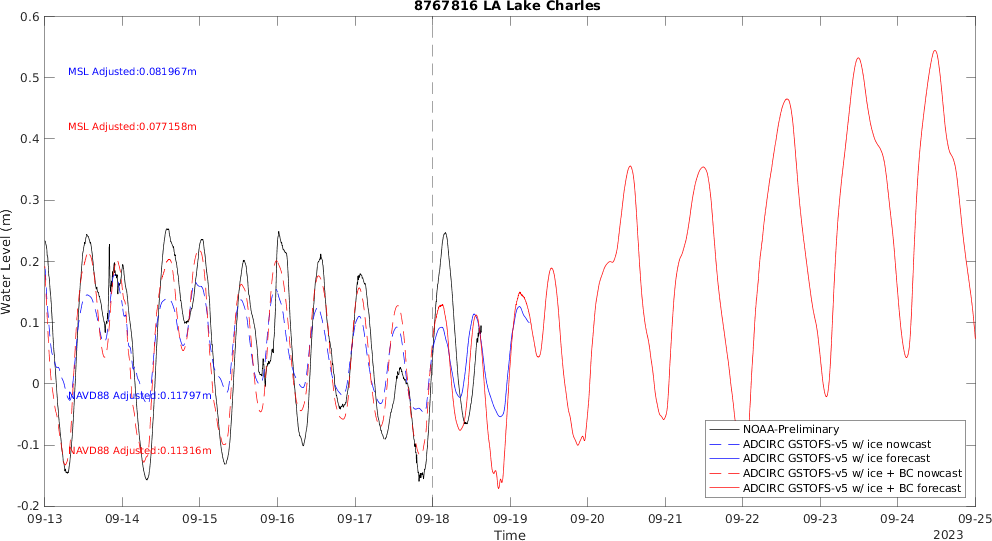 8767816 LA Lake Charles
0.6
0.5
0.4
0.3
0.2
0.1
0
-0.1
-0.2
Water Level (m)
MSL Adjusted:0.081967m
MSL Adjusted:0.077158m
NAVD88 Adjusted:0.11797m
NAVD88 Adjusted:0.11316m
NOAA-Preliminary
ADCIRC GSTOFS-v5 w/ ice nowcast
ADCIRC GSTOFS-v5 w/ ice forecast
ADCIRC GSTOFS-v5 w/ ice + BC nowcast
ADCIRC GSTOFS-v5 w/ ice + BC forecast
09-13 09-14 09-15 09-16 09-17 09-18 09-19 09-20 09-21 09-22 09-23 09-24 09-25
Time
2023